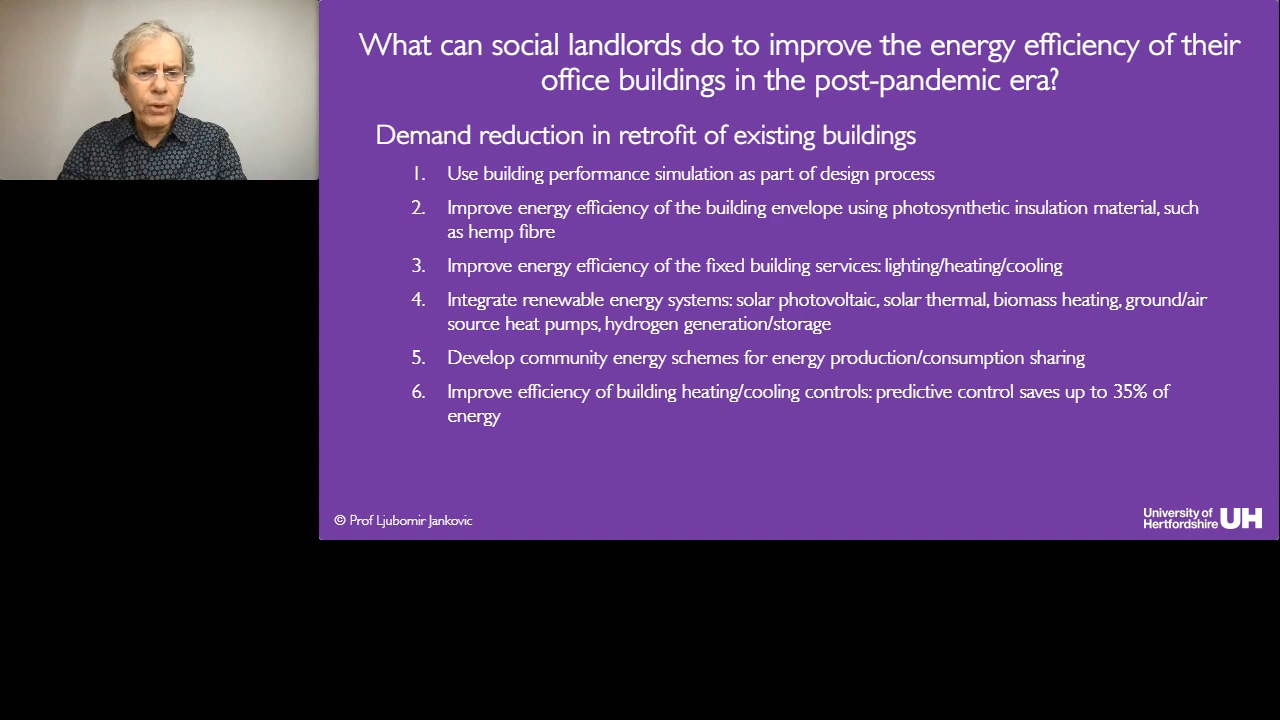 What can social landlords do to improve the energy efficiency of their
office buildings in the post-pandemic era?
Demand reduction in retrofit of existing buildings
1. Use building performance simulation as part of design process
2. Improve energy efficiency of the building envelope using photosynthetic insulation material, such
as hemp fibre
3. Improve energy efficiency of the fixed building services: lighting/heating/cooling
4. Integrate renewable energy systems: solar photovoltaic, solar thermal, biomass heating, ground/air
source heat pumps, hydrogen generation/storage
5. Develop community energy schemes for energy production/consumption sharing
6. Improve efficiency of building heating/cooling controls: predictive control saves up to 35% of
energy
© Prof Ljubomir Jankovic
University of
Hertfordshire UH